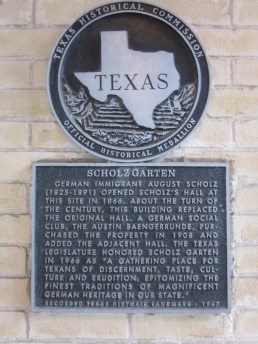 TEXAS HISTORICAL COMMISSION
TEXAS
OFFICIAL HISTORICAL MEDALLION
SCHOLZ GARTEN
GERMAN IMMIGRANT AUGUST SCHOLZ
(1825-1891) OPENED SCHOLZ'S HALL AT
THIS SITE IN 1866. ABOUT THE TURN OF
THE CENTURY, THIS BUILDING REPLACED
THE ORIGINAL HALL. A GERMAN SOCIAL
CLUB, THE AUSTIN SAENGERRUNDE, PUR-
CHASED THE PROPERTY IN 1908 AND
ADDED THE ADJACENT HALL. THE TEXAS
LEGISLATURE HONORED SCHOLZ GARTEN
IN 1966 AS "A GATHERING PLACE FOR
TEXANS OF DISCERNMENT, TASTE, CUL-
TURE AND ERUDITION, EPITOMIZING THE
FINEST TRADITIONS OF MAGNIFICENT
GERMAN HERITAGE IN OUR STATE."
RECORDED TEXAS HISTORIC LANDMARK - 1967